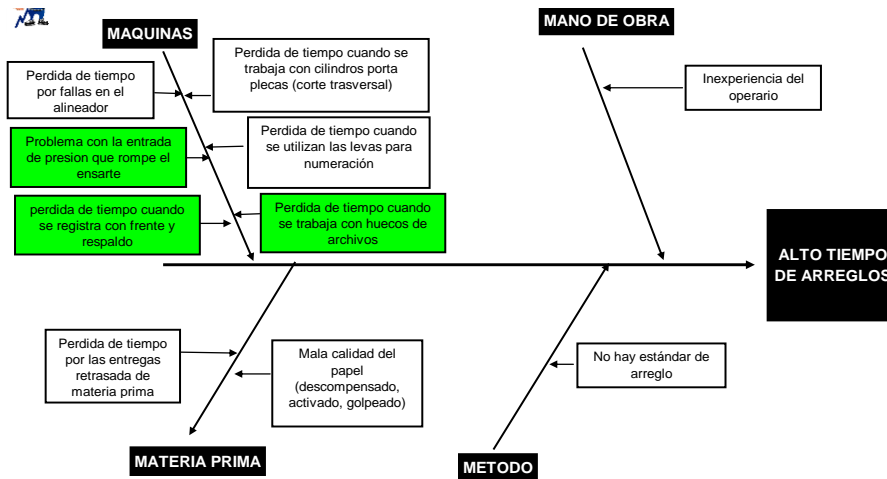 MAQUINAS
MANO DE OBRA
Perdida de tiempo
por fallas en el
alineador
Perdida de tiempo cuando se
trabaja con cilindros porta
plecas (corte trasversal)
Inexperiencia del
operario
Problema con la entrada
de presion que rompe el
ensarte
Perdida de tiempo cuando
se utilizan las levas para
numeración
perdida de tiempo cuando
se registra con frente y
respaldo
Perdida de tiempo cuando
se trabaja con huecos de
archivos
ALTO TIEMPO
DE ARREGLOS
Perdida de tiempo
por las entregas
retrasada de
materia prima
Mala calidad del
papel
(descompensado,
activado, golpeado)
No hay estándar de
arreglo
MATERIA PRIMA
METODO